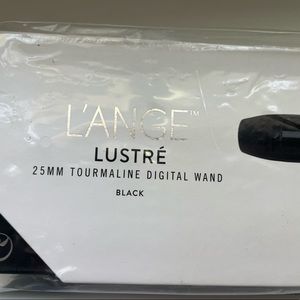 L'ANGE™
LUSTRÉ
25MM TOURMALINE DIGITAL WAND
BLACK